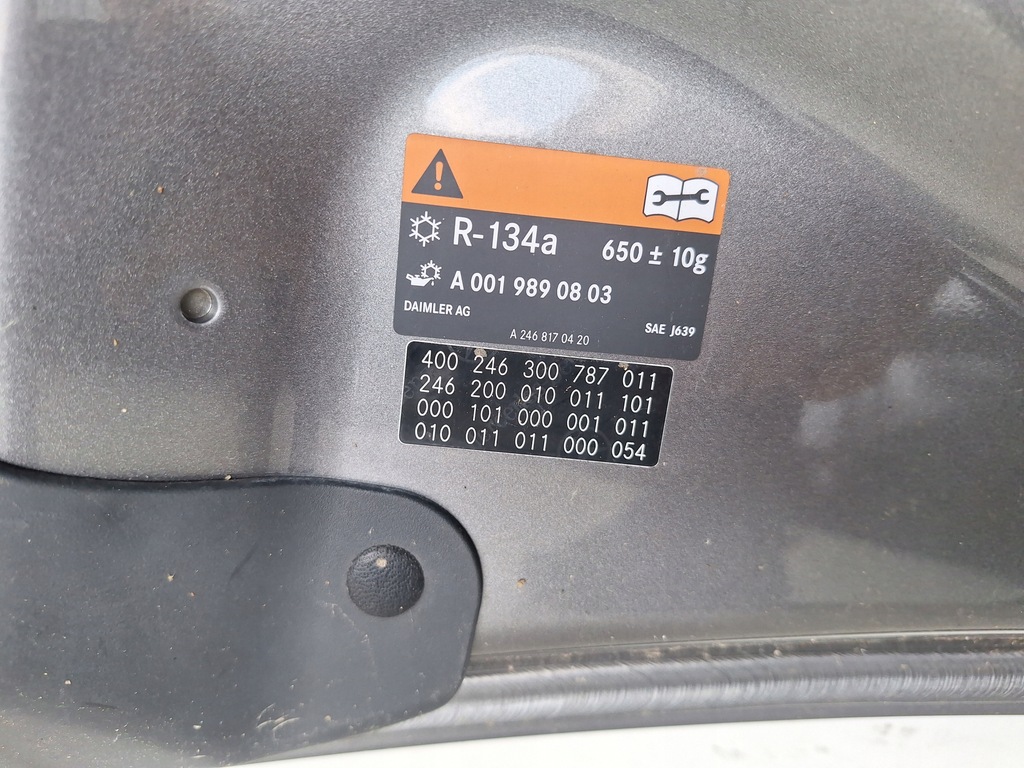 R-134a 650 ± 10g
A 001 989 08 03
DAIMLER AG
SAE J639
A 246 817 04 20
400 246 300 787 011
246 200 010 011 101
000 101 000 001 011
010 011 011 000 054